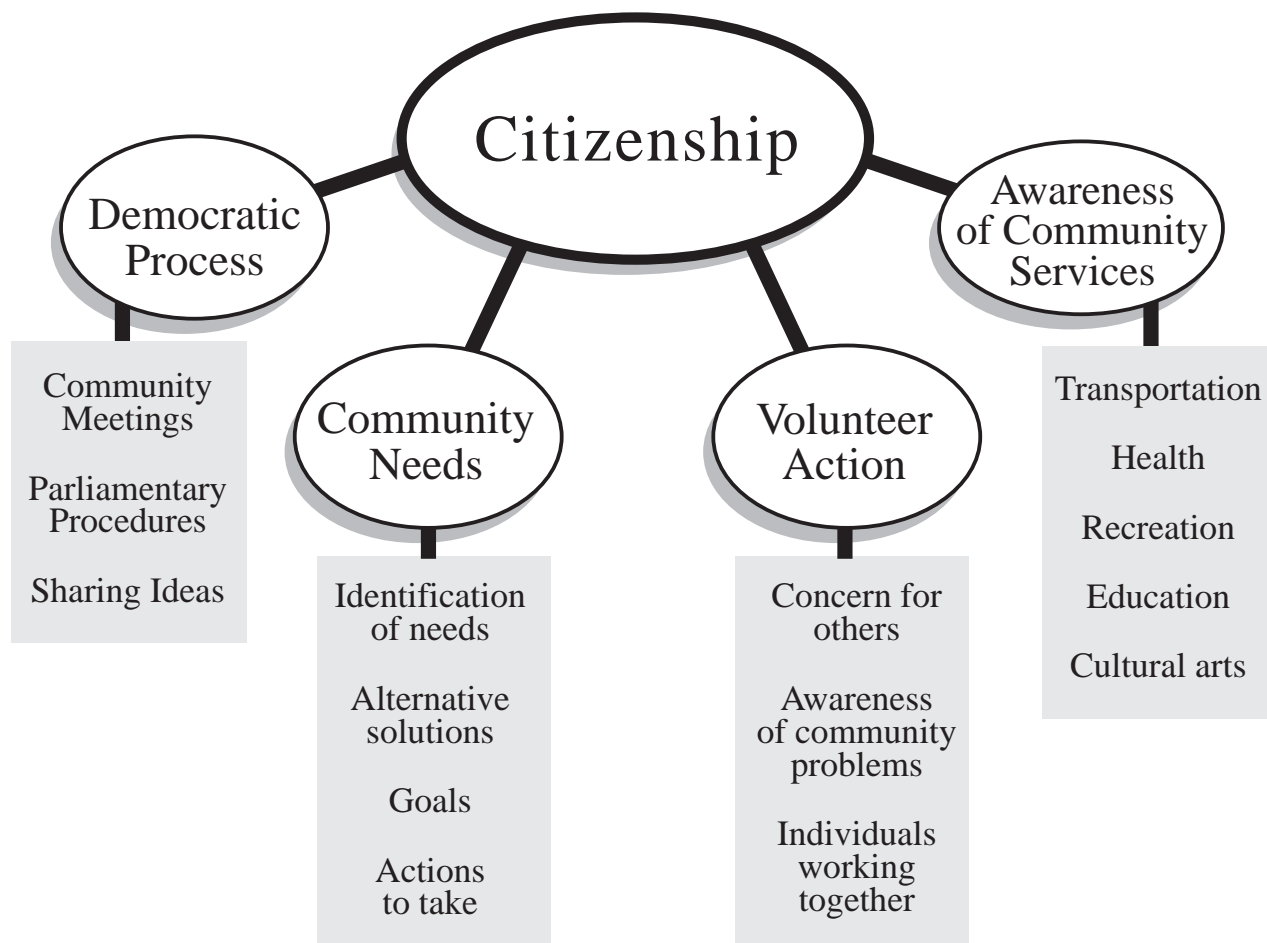 Citizenship
Democratic
Process
Community
Meetings
Parliamentary
Procedures
Sharing Ideas
Community
Needs
Identification
of needs
Alternative
solutions
Goals
Actions
to take
Volunteer
Action
Concern for
others
Awareness
of community
problems
Individuals
working
together
Awareness
of Community
Services
Transportation
Health
Recreation
Education
Cultural arts